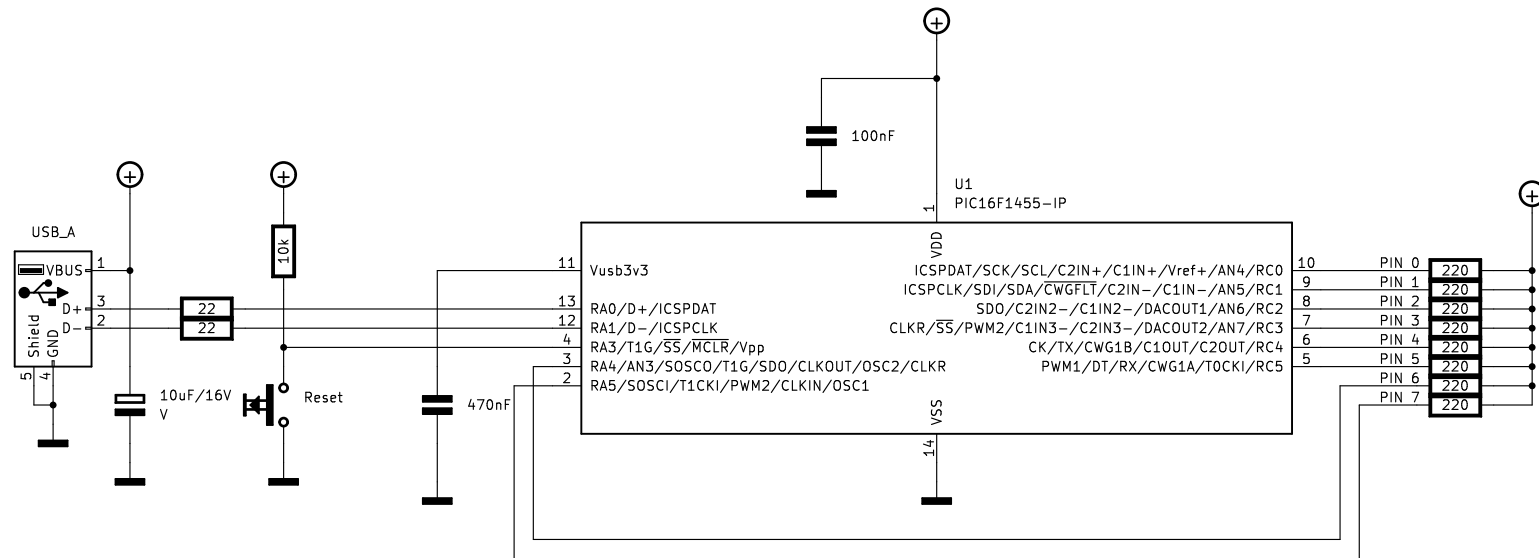 100nF
U1
PIC16F1455-IP
1
VDD
USB_A
VBUS 1
D+ 3
D- 2
Shield
GND
5
4
10uF/16V
V
10k
Reset
22
22
470nF
11 Vusb3v3
13 RA0/D+/ICSPDAT
12 RA1/D-/ICSPCLK
4 RA3/T1G/SS/MCLR/Vpp
3 RA4/AN3/SOSCO/T1G/SDO/CLKOUT/OSC2/CLKR
2 RA5/SOSCI/T1CKI/PWM2/CLKIN/OSC1
ICSPDAT/SCK/SCL/C2IN+/C1IN+/Vref+/AN4/RC0 10
ICSPCLK/SDI/SDA/CWGFLT/C2IN-/C1IN-/AN5/RC1 9
SDO/C2IN2-/C1IN2-/DACOUT1/AN6/RC2 8
CLKR/SS/PWM2/C1IN3-/C2IN3-/DACOUT2/AN7/RC3 7
CK/TX/CWG1B/C1OUT/C2OUT/RC4 6
PWM1/DT/RX/CWG1A/T0CKI/RC5 5
VSS
14
PIN 0 220
PIN 1 220
PIN 2 220
PIN 3 220
PIN 4 220
PIN 5 220
PIN 6 220
PIN 7 220